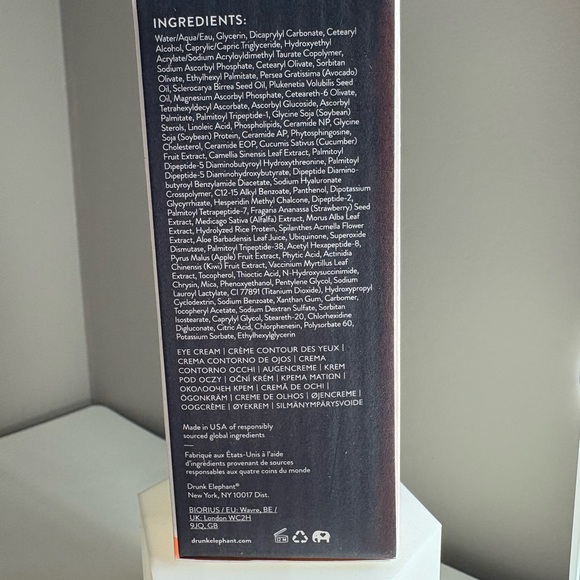 INGREDIENTS:
Water/Aqua/Eau, Glycerin, Dicaprylyl Carbonate, Cetearyl
Alcohol, Caprylic/Capric Triglyceride, Hydroxyethyl
Acrylate/Sodium Acryloyldimethyl Taurate Copolymer,
Sodium Ascorbyl Phosphate, Cetearyl Olivate, Sorbitan
Olivate, Ethylhexyl Palmitate, Persea Gratissima (Avocado)
Oil, Sclerocarya Birrea Seed Oil, Plukenetia Volubilis Seed
Oil, Magnesium Ascorbyl Phosphate, Ceteareth-6 Olivate,
Tetrahexyldecyl Ascorbate, Ascorbyl Glucoside, Ascorbyl
Palmitate, Palmitoyl Tripeptide-1, Glycine Soja (Soybean)
Sterols, Linoleic Acid, Phospholipids, Ceramide NP, Glycine
Soja (Soybean) Protein, Ceramide AP, Phytosphingosine,
Cholesterol, Ceramide EOP, Cucumis Sativus (Cucumber)
Fruit Extract, Camellia Sinensis Leaf Extract, Palmitoyl
Dipeptide-5 Diaminobutyroyl Hydroxythreonine, Palmitoyl
Dipeptide-5 Diaminohydroxybutyrate, Dipeptide Diamino-
butyroyl Benzylamide Diacetate, Sodium Hyaluronate
Crosspolymer, C12-15 Alkyl Benzoate, Panthenol, Dipotassium
Glycyrrhizate, Hesperidin Methyl Chalcone, Dipeptide-2,
Palmitoyl Tetrapeptide-7, Fragaria Ananassa (Strawberry) Seed
Extract, Medicago Sativa (Alfalfa) Extract, Morus Alba Leaf
Extract, Hydrolyzed Rice Protein, Spilanthes Acmella Flower
Extract, Aloe Barbadensis Leaf Juice, Ubiquinone, Superoxide
Dismutase, Palmitoyl Tripeptide-38, Acetyl Hexapeptide-8,
Pyrus Malus (Apple) Fruit Extract, Phytic Acid, Actinidia
Chinensis (Kiwi) Fruit Extract, Vaccinium Myrtillus Leaf
Extract, Tocopherol, Thioctic Acid, N-Hydroxysuccinimide,
Chrysin, Mica, Phenoxyethanol, Pentylene Glycol, Sodium
Lauroyl Lactylate, CI 77891 (Titanium Dioxide), Hydroxypropyl
Cyclodextrin, Sodium Benzoate, Xanthan Gum, Carbomer,
Tocopheryl Acetate, Sodium Dextran Sulfate, Sorbitan
Isostearate, Caprylyl Glycol, Steareth-20, Chlorhexidine
Digluconate, Citric Acid, Chlorphenesin, Polysorbate 60,
Potassium Sorbate, Ethylhexylglycerin
EYE CREAM | CRÈME CONTOUR DES YEUX |
CREMA CONTORNO DE OJOS | CREMA
CONTORNO OCCHI | AUGENCREME | KREM
POD OCZY | OČNÍ KRÉM | ΚΡΕΜΑ ΜΑΤΙΩΝ |
ОКОЛООЧЕН КРЕМ | CREMĂ DE OCHI |
ÖGONKRÄM | CREME DE OLHOS | ØJENCREME |
OOGCRÈME | ØYEKREM | SILMÄNYMPÄRYSVOIDE
Made in USA of responsibly
sourced global ingredients
Fabriqué aux États-Unis à l'aide
d'ingrédients provenant de sources
responsables aux quatre coins du monde
Drunk Elephant®
New York, NY 10017 Dist.
BIORIUS / EU: Wavre, BE /
UK: London WC2H
9JQ, GB
drunkelephant.com